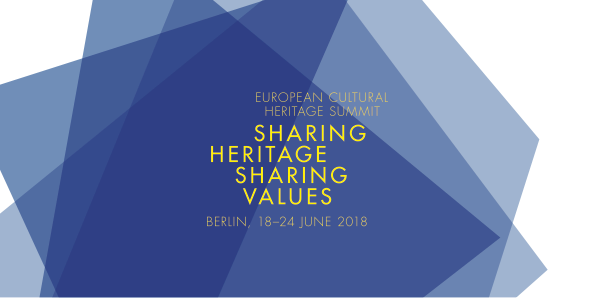 EUROPEAN CULTURAL
HERITAGE SUMMIT
SHARING
HERITAGE
SHARING
VALUES
BERLIN, 18–24 JUNE 2018